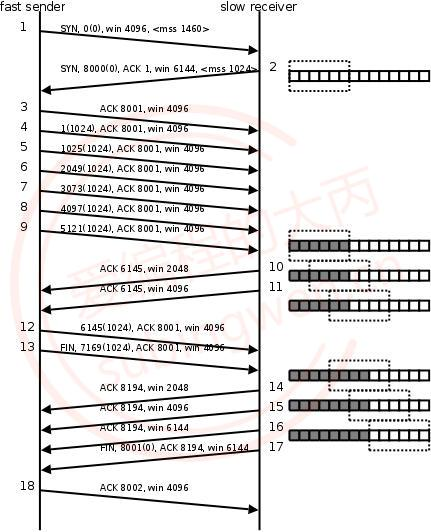 fast sender
slow receiver
1
SYN, 0(0), win 4096, <mss 1460>
SYN, 8000(0), ACK 1, win 6144, <mss 1024>
2
3
ACK 8001, win 4096
4
1(1024), ACK 8001, win 4096
5
1025(1024), ACK 8001, win 4096
6
2049(1024), ACK 8001, win 4096
7
3073(1024), ACK 8001, win 4096
8
4097(1024), ACK 8001, win 4096
9
5121(1024), ACK 8001, win 4096
ACK 6145, win 2048
10
ACK 6145, win 4096
11
12
6145(1024), ACK 8001, win 4096
13
FIN, 7169(1024), ACK 8001, win 4096
ACK 8194, win 2048
14
ACK 8194, win 4096
15
ACK 8194, win 6144
16
FIN, 8001(0), ACK 8194, win 6144
17
18
ACK 8002, win 4096
爱编程的大丙